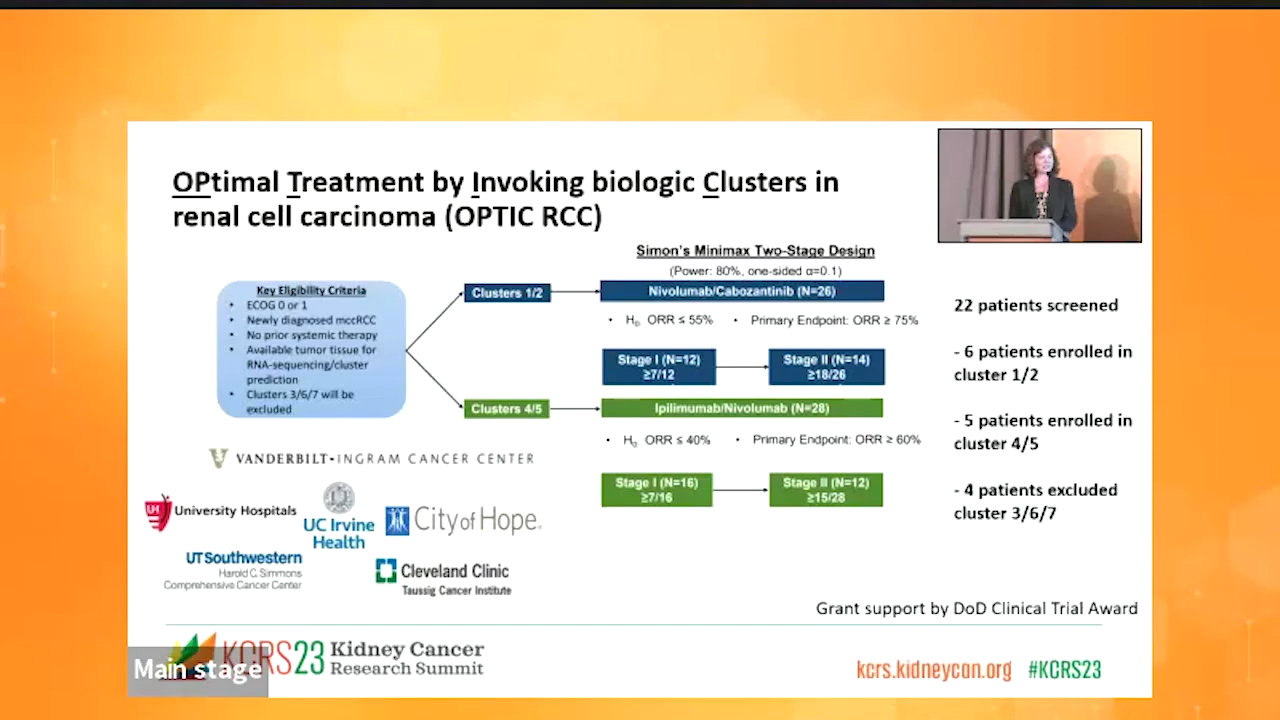 OPtimal Treatment by Invoking biologic Clusters in
renal cell carcinoma (OPTIC RCC)
Simon's Minimax Two-Stage Design
(Power: 80%, one-sided α=0.1)
Key Eligibility Criteria
• ECOG 0 or 1
• Newly diagnosed mccRCC
• No prior systemic therapy
• Available tumor tissue for
RNA-sequencing/cluster
prediction
• Clusters 3/6/7 will be
excluded
Clusters 1/2
Nivolumab/Cabozantinib (N=26)
• H₀ ORR ≤ 55% • Primary Endpoint: ORR ≥ 75%
Stage I (N=12)
≥7/12
Stage II (N=14)
≥18/26
Clusters 4/5
Ipilimumab/Nivolumab (N=28)
• H₀ ORR ≤ 40% • Primary Endpoint: ORR ≥ 60%
Stage I (N=16)
≥7/16
Stage II (N=12)
≥15/28
22 patients screened
- 6 patients enrolled in
cluster 1/2
- 5 patients enrolled in
cluster 4/5
- 4 patients excluded
cluster 3/6/7
VANDERBILT-INGRAM CANCER CENTER
UH University Hospitals
UC Irvine
Health
City of Hope
UT Southwestern
Harold C. Simmons
Comprehensive Cancer Center
Cleveland Clinic
Taussig Cancer Institute
Grant support by DoD Clinical Trial Award
KCRS23 Kidney Cancer
Research Summit
Main stage
kcrs.kidneycan.org #KCRS23